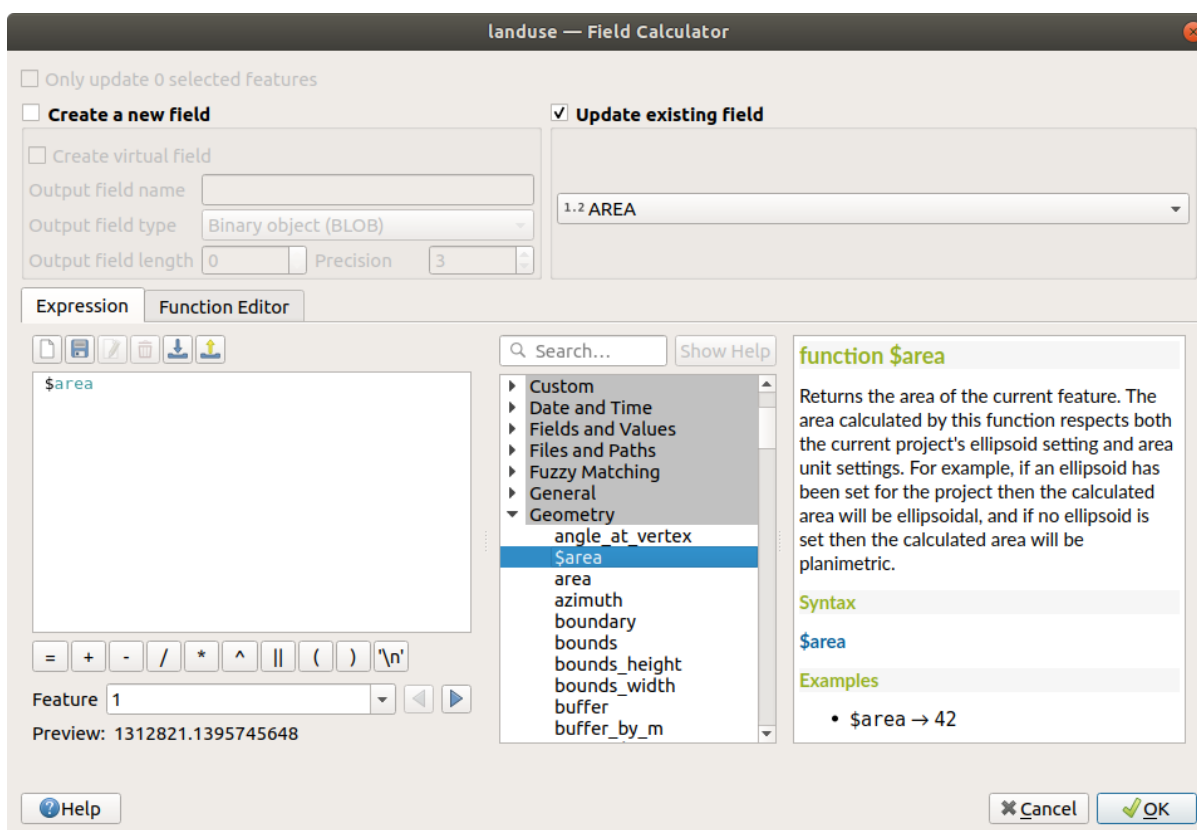 landuse — Field Calculator
Only update 0 selected features
Create a new field
Update existing field
Create virtual field
Output field name
Output field type Binary object (BLOB)
Output field length 0 Precision 3
1.2 AREA
Expression Function Editor
$area
Search... Show Help
Custom
Date and Time
Fields and Values
Files and Paths
Fuzzy Matching
General
Geometry
angle_at_vertex
$area
area
azimuth
boundary
bounds
bounds_height
bounds_width
buffer
buffer_by_m
function $area
Returns the area of the current feature. The
area calculated by this function respects both
the current project's ellipsoid setting and area
unit settings. For example, if an ellipsoid has
been set for the project then the calculated
area will be ellipsoidal, and if no ellipsoid is
set then the calculated area will be
planimetric.
Syntax
$area
Examples
• $area → 42
= + - / * ^ || ( ) '\n'
Feature 1
Preview: 1312821.1395745648
Help Cancel OK